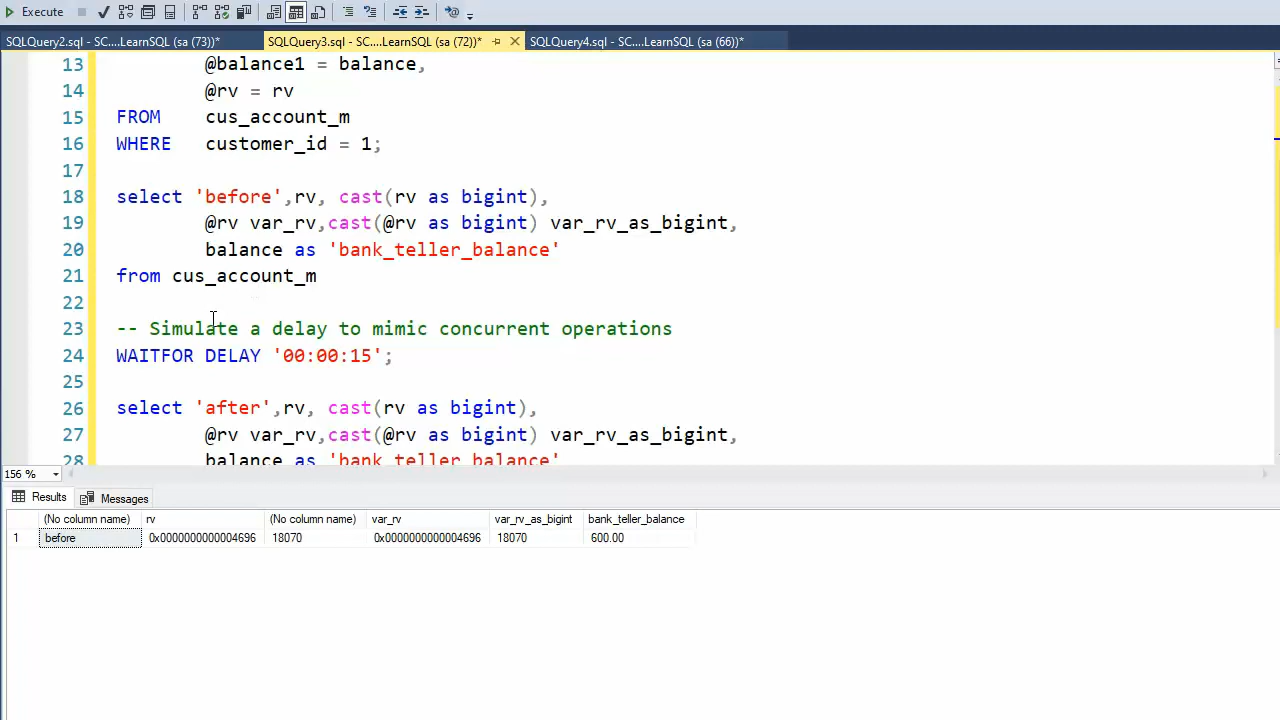 Execute
SQLQuery2.sql - SC....LearnSQL (sa (73))* SQLQuery3.sql - SC....LearnSQL (sa (72))* SQLQuery4.sql - SC....LearnSQL (sa (66))*
13 @balance1 = balance,
14 @rv = rv
15 FROM cus_account_m
16 WHERE customer_id = 1;
17
18 select 'before',rv, cast(rv as bigint),
19 @rv var_rv,cast(@rv as bigint) var_rv_as_bigint,
20 balance as 'bank_teller_balance'
21 from cus_account_m
22
23 -- Simulate a delay to mimic concurrent operations
24 WAITFOR DELAY '00:00:15';
25
26 select 'after',rv, cast(rv as bigint),
27 @rv var_rv,cast(@rv as bigint) var_rv_as_bigint,
28 balance as 'bank_teller_balance'
156 %
Results Messages
(No column name) rv (No column name) var_rv var_rv_as_bigint bank_teller_balance
1 before 0x0000000000004696 18070 0x0000000000004696 18070 600.00